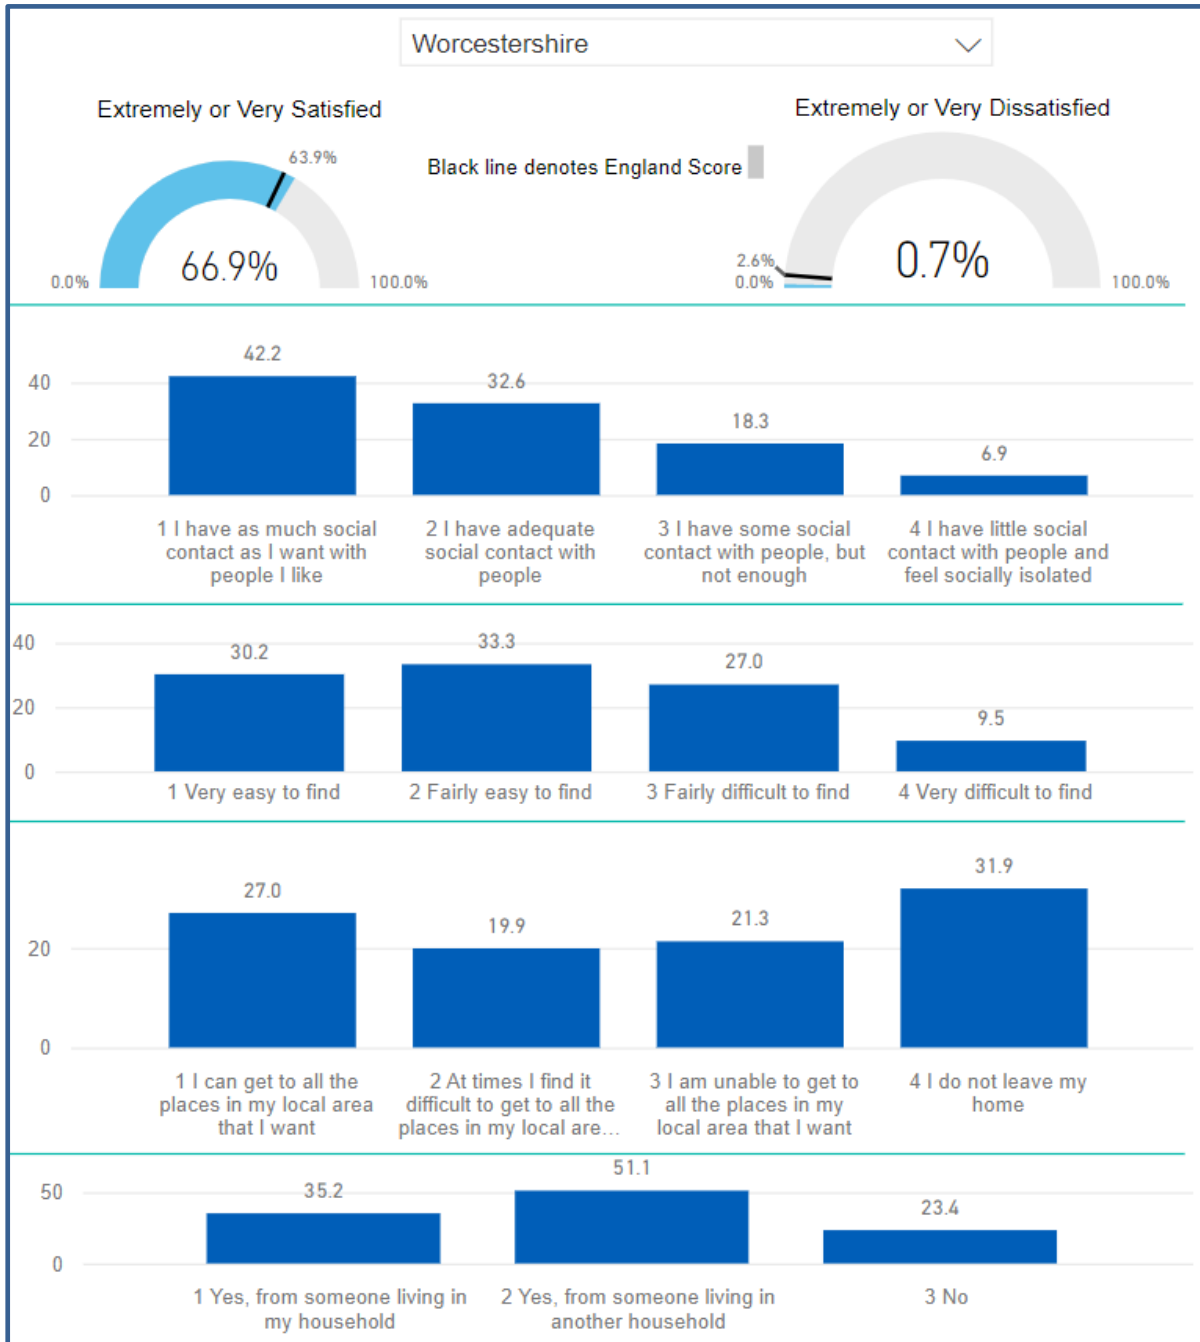 Worcestershire
Extremely or Very Satisfied
Extremely or Very Dissatisfied
63.9%
Black line denotes England Score
66.9%
0.0%
100.0%
2.6%
0.0%
0.7%
100.0%
42.2
32.6
18.3
6.9
40
20
0
1 I have as much social
contact as I want with
people I like
2 I have adequate
social contact with
people
3 I have some social
contact with people, but
not enough
4 I have little social
contact with people and
feel socially isolated
40
20
0
30.2
33.3
27.0
9.5
1 Very easy to find
2 Fairly easy to find
3 Fairly difficult to find
4 Very difficult to find
27.0
19.9
21.3
31.9
20
0
1 I can get to all the
places in my local area
that I want
2 At times I find it
difficult to get to all the
places in my local are...
3 I am unable to get to
all the places in my
local area that I want
4 I do not leave my
home
50
0
35.2
51.1
23.4
1 Yes, from someone living in
my household
2 Yes, from someone living in
another household
3 No